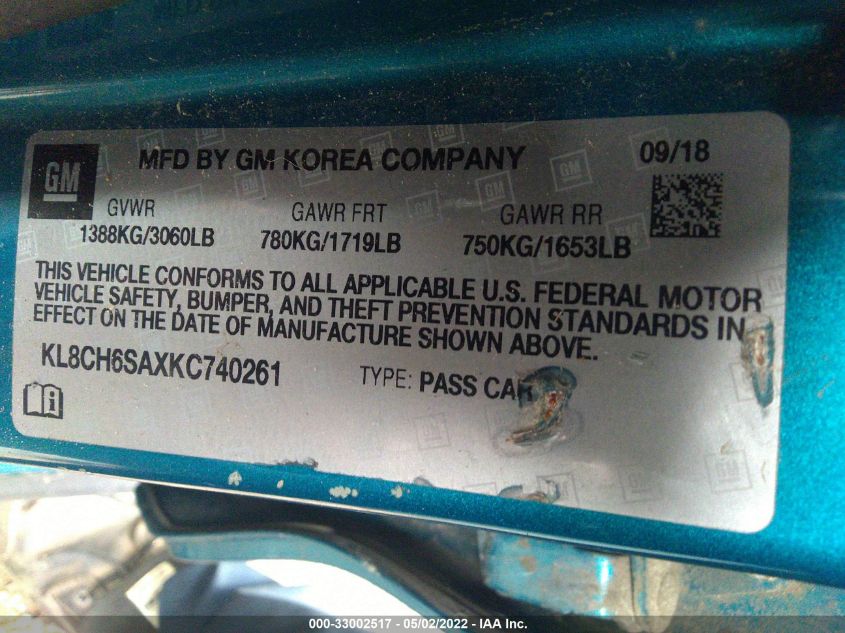 GM
MFD BY GM KOREA COMPANY 09/18
GVWR GAWR FRT GAWR RR
1388KG/3060LB 780KG/1719LB 750KG/1653LB
THIS VEHICLE CONFORMS TO ALL APPLICABLE U.S. FEDERAL MOTOR
VEHICLE SAFETY, BUMPER, AND THEFT PREVENTION STANDARDS IN
EFFECT ON THE DATE OF MANUFACTURE SHOWN ABOVE.
KL8CH6SAXKC740261 TYPE: PASS CAR
000-33002517 - 05/02/2022 - IAA Inc.